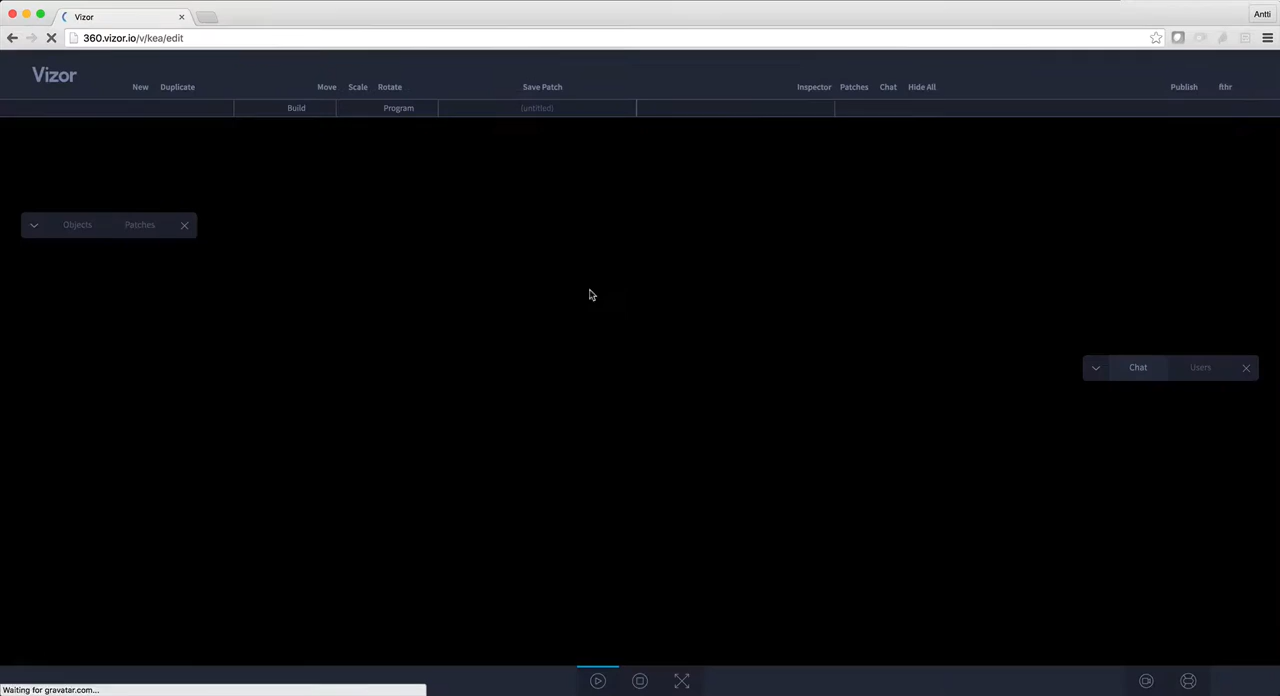 Vizor
Antti
360.vizor.io/v/kea/edit
Vizor
New Duplicate Move Scale Rotate Save Patch Inspector Patches Chat Hide All Publish fthr
Build Program (untitled)
Objects Patches
Chat Users
Waiting for gravatar.com...